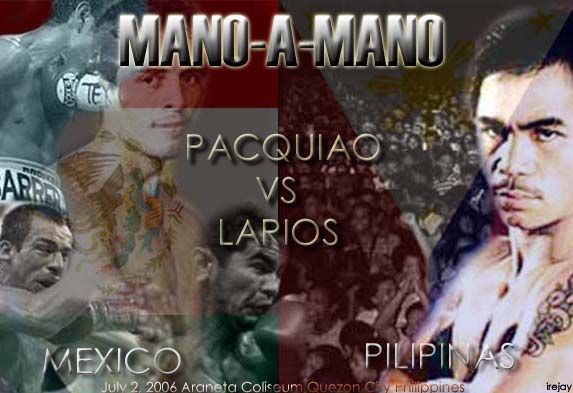 MANO-A-MANO
PACQUIAO
VS
LARIOS
MEXICO
PILIPINAS
July 2, 2006 Araneta Coliseum Quezon City Philippines
irejay